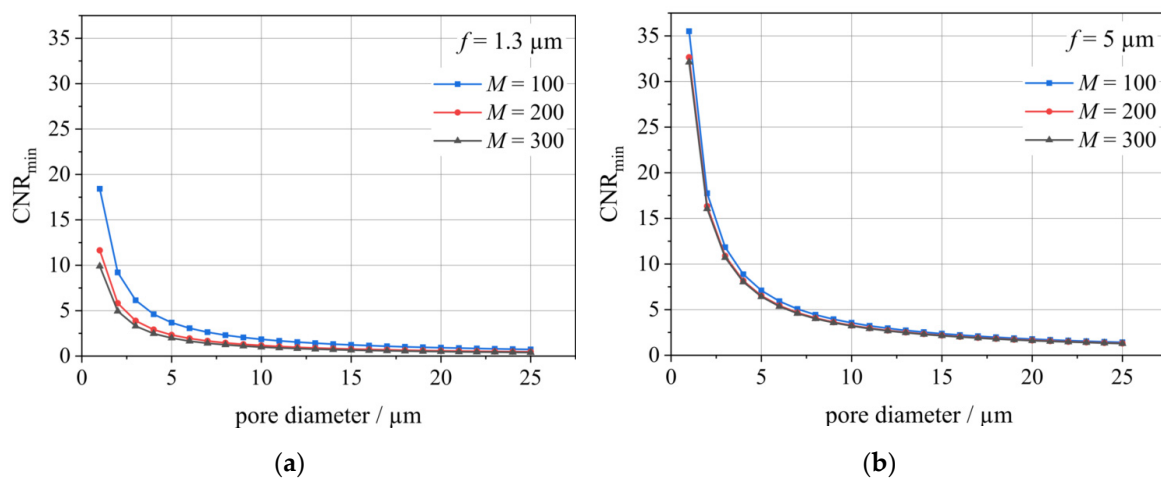 35
30
25
20
15
10
5
0
CNRmin
f = 1.3 µm
M = 100
M = 200
M = 300
0 5 10 15 20 25
pore diameter / µm
(a)
35
30
25
20
15
10
5
0
CNRmin
f = 5 µm
M = 100
M = 200
M = 300
0 5 10 15 20 25
pore diameter / µm
(b)